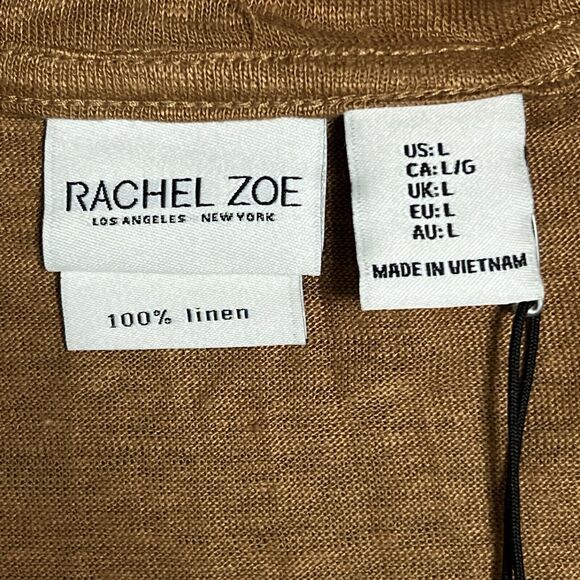 RACHEL ZOE
LOS ANGELES NEW YORK
100% linen
US: L
CA: L/G
UK: L
EU: L
AU: L
MADE IN VIETNAM